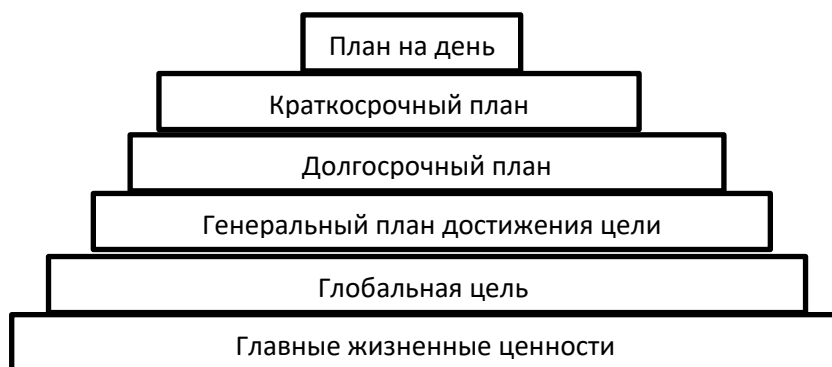 План на день
Краткосрочный план
Долгосрочный план
Генеральный план достижения цели
Глобальная цель
Главные жизненные ценности